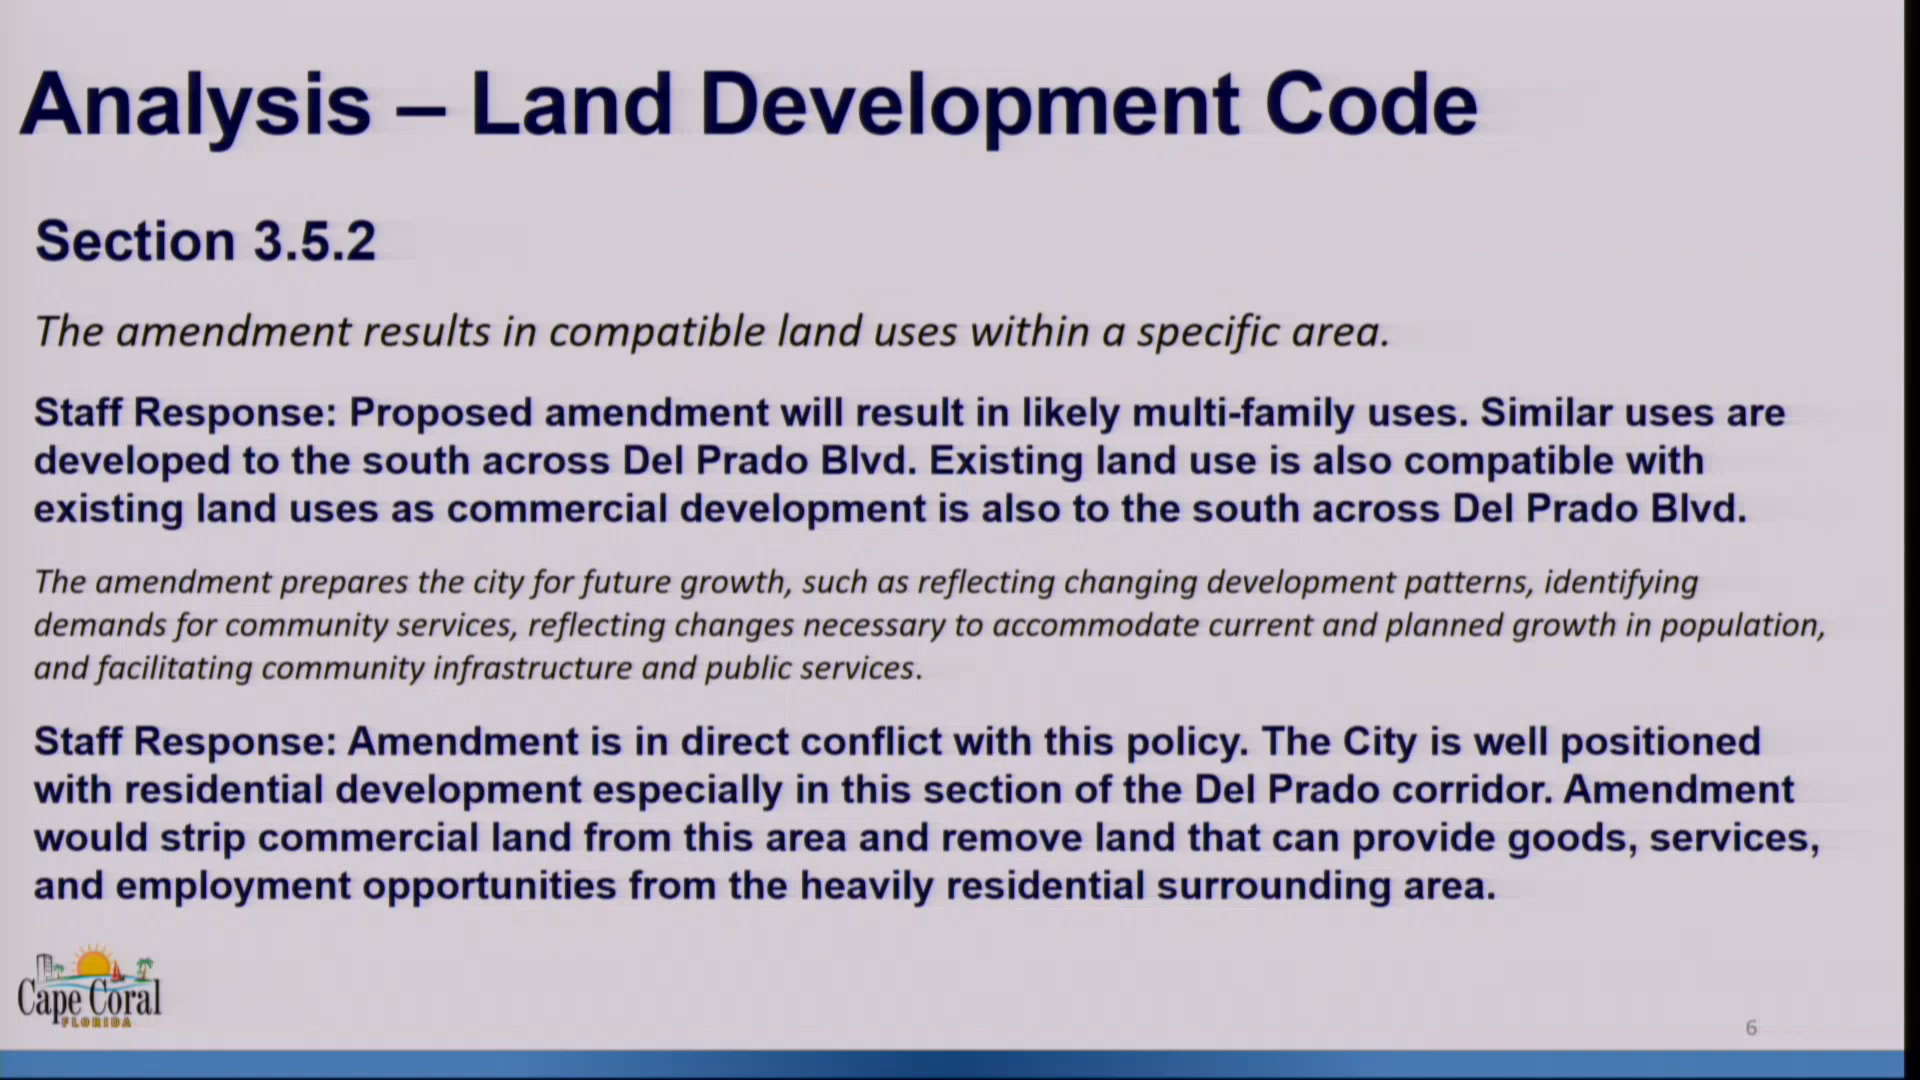 Analysis – Land Development Code
Section 3.5.2
The amendment results in compatible land uses within a specific area.
Staff Response: Proposed amendment will result in likely multi-family uses. Similar uses are
developed to the south across Del Prado Blvd. Existing land use is also compatible with
existing land uses as commercial development is also to the south across Del Prado Blvd.
The amendment prepares the city for future growth, such as reflecting changing development patterns, identifying
demands for community services, reflecting changes necessary to accommodate current and planned growth in population,
and facilitating community infrastructure and public services.
Staff Response: Amendment is in direct conflict with this policy. The City is well positioned
with residential development especially in this section of the Del Prado corridor. Amendment
would strip commercial land from this area and remove land that can provide goods, services,
and employment opportunities from the heavily residential surrounding area.
Cape Coral
FLORIDA
6